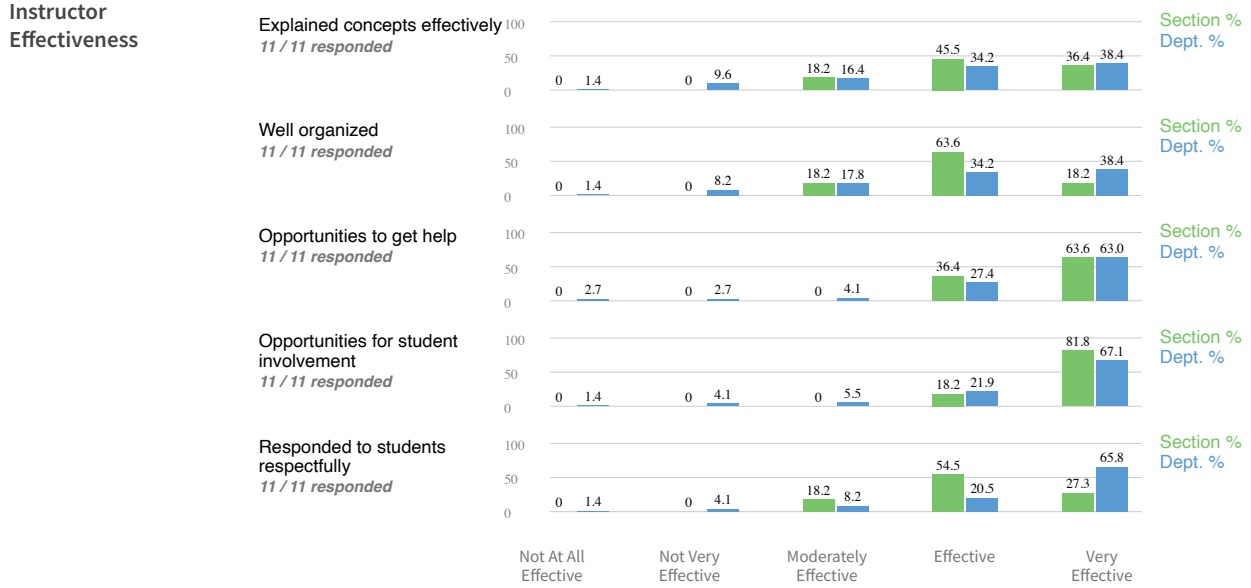 Instructor
Effectiveness
Explained concepts effectively
11 / 11 responded
100
50
0
0 1.4 0 9.6 18.2 16.4 45.5 34.2 36.4 38.4
Section %
Dept. %
Well organized
11 / 11 responded
100
50
0
0 1.4 0 8.2 18.2 17.8 63.6 34.2 18.2 38.4
Section %
Dept. %
Opportunities to get help
11 / 11 responded
100
50
0
0 2.7 0 2.7 0 4.1 36.4 27.4 63.6 63.0
Section %
Dept. %
Opportunities for student
involvement
11 / 11 responded
100
50
0
0 1.4 0 4.1 0 5.5 18.2 21.9 81.8 67.1
Section %
Dept. %
Responded to students
respectfully
11 / 11 responded
100
50
0
0 1.4 0 4.1 18.2 8.2 54.5 20.5 27.3 65.8
Section %
Dept. %
Not At All
Effective
Not Very
Effective
Moderately
Effective
Effective
Very
Effective